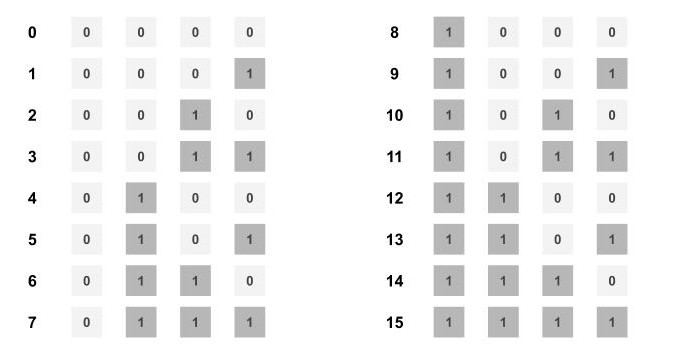 0 0 0 0 0
1 0 0 0 1
2 0 0 1 0
3 0 0 1 1
4 0 1 0 0
5 0 1 0 1
6 0 1 1 0
7 0 1 1 1
8 1 0 0 0
9 1 0 0 1
10 1 0 1 0
11 1 0 1 1
12 1 1 0 0
13 1 1 0 1
14 1 1 1 0
15 1 1 1 1